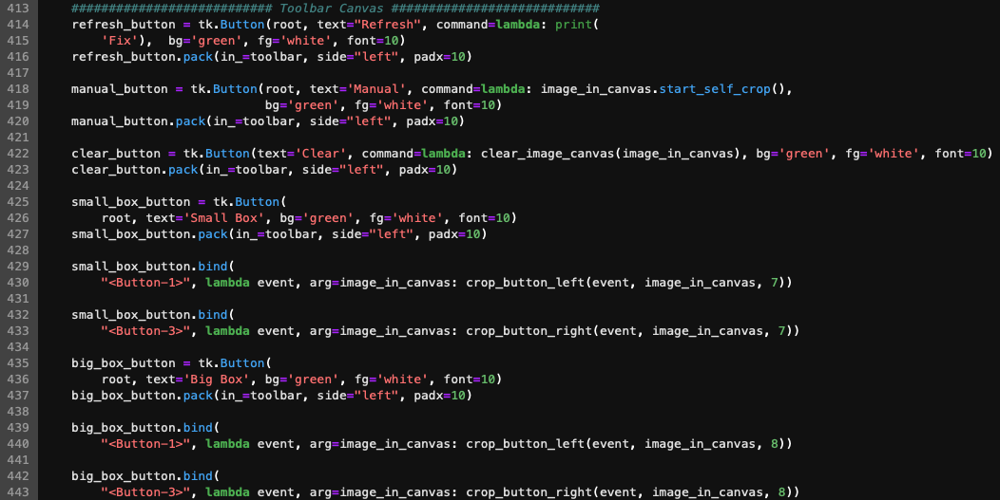 413 ########################### Toolbar Canvas ############################
414 refresh_button = tk.Button(root, text="Refresh", command=lambda: print(
415 'Fix'),  bg='green', fg='white', font=10)
416 refresh_button.pack(in_=toolbar, side="left", padx=10)
417
418 manual_button = tk.Button(root, text='Manual', command=lambda: image_in_canvas.start_self_crop(),
419 bg='green', fg='white', font=10)
420 manual_button.pack(in_=toolbar, side="left", padx=10)
421
422 clear_button = tk.Button(text='Clear', command=lambda: clear_image_canvas(image_in_canvas), bg='green', fg='white', font=10)
423 clear_button.pack(in_=toolbar, side="left", padx=10)
424
425 small_box_button = tk.Button(
426 root, text='Small Box', bg='green', fg='white', font=10)
427 small_box_button.pack(in_=toolbar, side="left", padx=10)
428
429 small_box_button.bind(
430 "<Button-1>", lambda event, arg=image_in_canvas: crop_button_left(event, image_in_canvas, 7))
431
432 small_box_button.bind(
433 "<Button-3>", lambda event, arg=image_in_canvas: crop_button_right(event, image_in_canvas, 7))
434
435 big_box_button = tk.Button(
436 root, text='Big Box', bg='green', fg='white', font=10)
437 big_box_button.pack(in_=toolbar, side="left", padx=10)
438
439 big_box_button.bind(
440 "<Button-1>", lambda event, arg=image_in_canvas: crop_button_left(event, image_in_canvas, 8))
441
442 big_box_button.bind(
443 "<Button-3>", lambda event, arg=image_in_canvas: crop_button_right(event, image_in_canvas, 8))